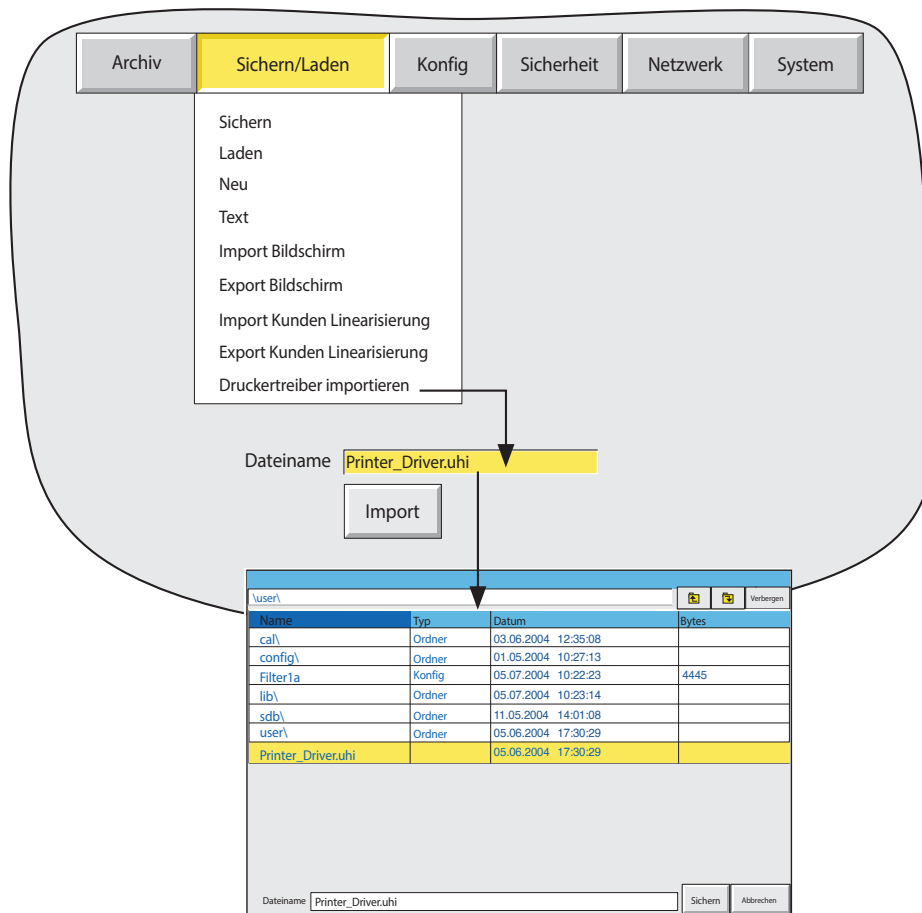 Archiv Sichern/Laden Konfig Sicherheit Netzwerk System
Sichern
Laden
Neu
Text
Import Bildschirm
Export Bildschirm
Import Kunden Linearisierung
Export Kunden Linearisierung
Druckertreiber importieren
Dateiname Printer_Driver.uhi
Import
\user\ Verbergen
Name Typ Datum Bytes
cal\ Ordner 03.06.2004 12:35:08
config\ Ordner 01.05.2004 10:27:13
Filter1a Konfig 05.07.2004 10:22:23 4445
lib\ Ordner 05.07.2004 10:23:14
sdb\ Ordner 11.05.2004 14:01:08
user\ Ordner 05.06.2004 17:30:29
Printer_Driver.uhi 05.06.2004 17:30:29
Dateiname Printer_Driver.uhi Sichern Abbrechen